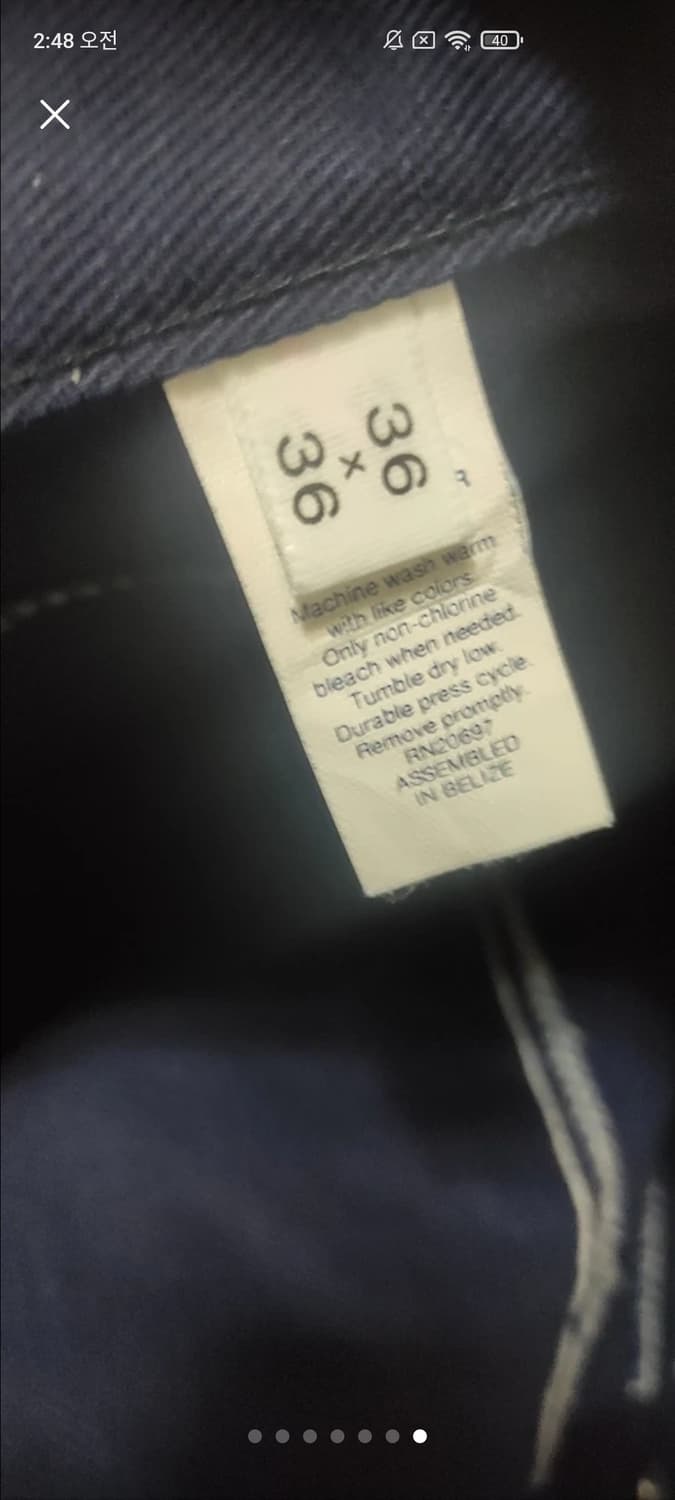 2:48 오전
40
36
×
36
Machine wash warm
with like colors.
Only non-chlorine
bleach when needed.
Tumble dry low.
Durable press cycle.
Remove promptly.
RN20697
ASSEMBLED
IN BELIZE